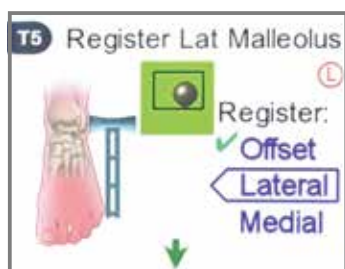 T5 Register Lat Malleolus
L
Register:
Offset
Lateral
Medial